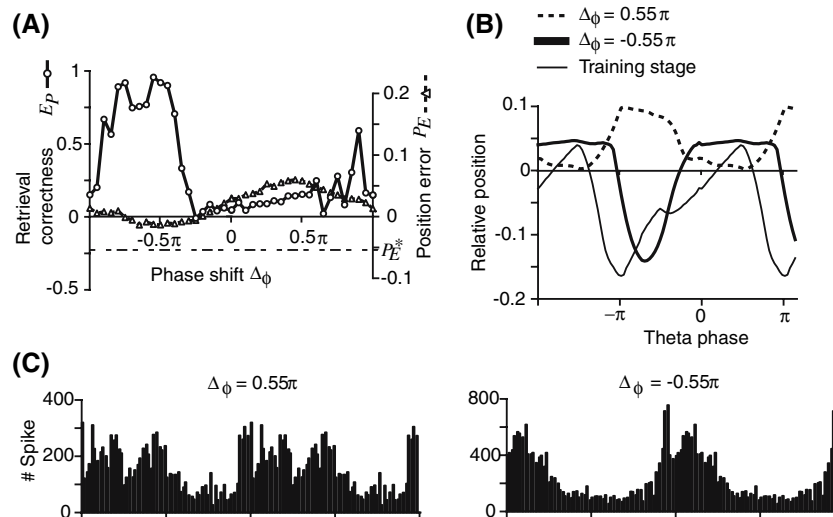 (A)
E_P
P_E
1
0.5
0
-0.5
0.2
0.1
0
-0.1
Retrieval correctness
Position error
-0.5π 0 0.5π
P_E*
Phase shift Δ_ϕ
(B)
Δ_ϕ = 0.55π
Δ_ϕ = -0.55π
Training stage
0.10
0
-0.1
-0.2
Relative position
-π 0 π
Theta phase
(C)
Δ_ϕ = 0.55π
400
200
0
# Spike
Δ_ϕ = -0.55π
800
400
0